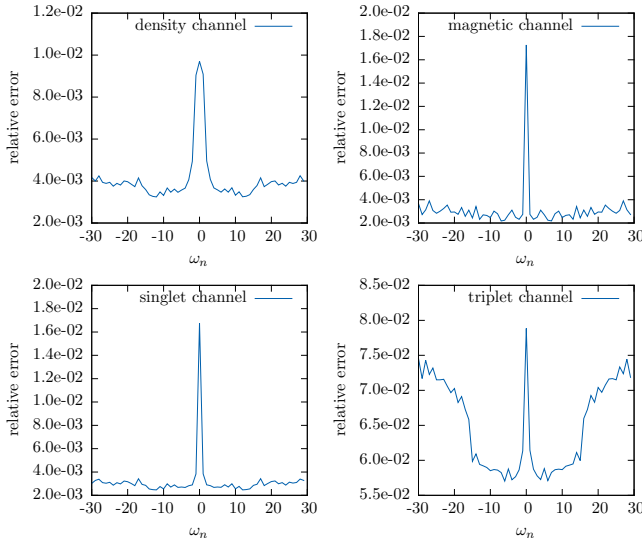 density channel
relative error
1.2e-02
1.0e-02
8.0e-03
6.0e-03
4.0e-03
2.0e-03
-30 -20 -10 0 10 20 30
ω_n
magnetic channel
relative error
2.0e-02
1.8e-02
1.6e-02
1.4e-02
1.2e-02
1.0e-02
8.0e-03
6.0e-03
4.0e-03
2.0e-03
-30 -20 -10 0 10 20 30
ω_n
singlet channel
relative error
2.0e-02
1.8e-02
1.6e-02
1.4e-02
1.2e-02
1.0e-02
8.0e-03
6.0e-03
4.0e-03
2.0e-03
-30 -20 -10 0 10 20 30
ω_n
triplet channel
relative error
8.5e-02
8.0e-02
7.5e-02
7.0e-02
6.5e-02
6.0e-02
5.5e-02
-30 -20 -10 0 10 20 30
ω_n